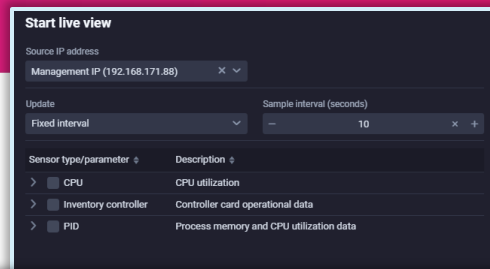 Start live view
Source IP address
Management IP (192.168.171.88)
Update
Sample interval (seconds)
Fixed interval
10
Sensor type/parameter
Description
CPU
CPU utilization
Inventory controller
Controller card operational data
PID
Process memory and CPU utilization data